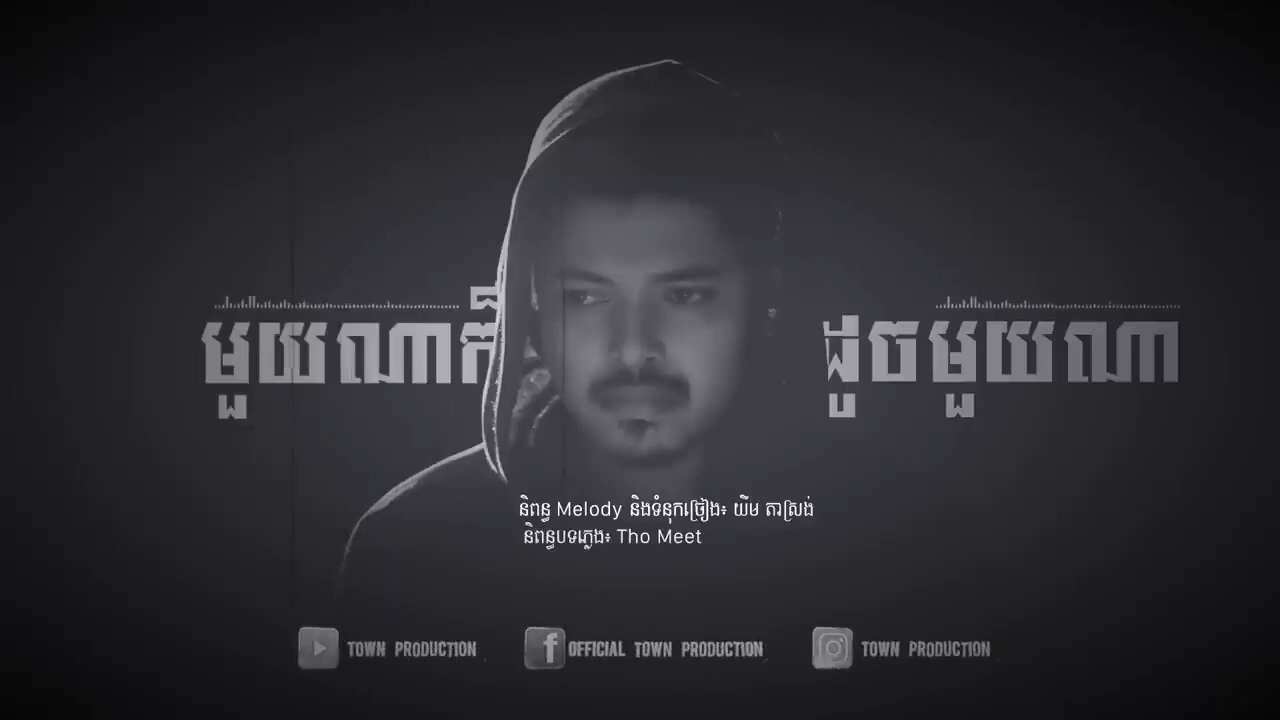 មួយណាក៏ ដូចមួយណា
និពន្ធ Melody និងទំនុកច្រៀង៖ យឹម តាស្រង់
និពន្ធបទភ្លេង៖ Tho Meet
TOWN PRODUCTION OFFICIAL TOWN PRODUCTION TOWN PRODUCTION